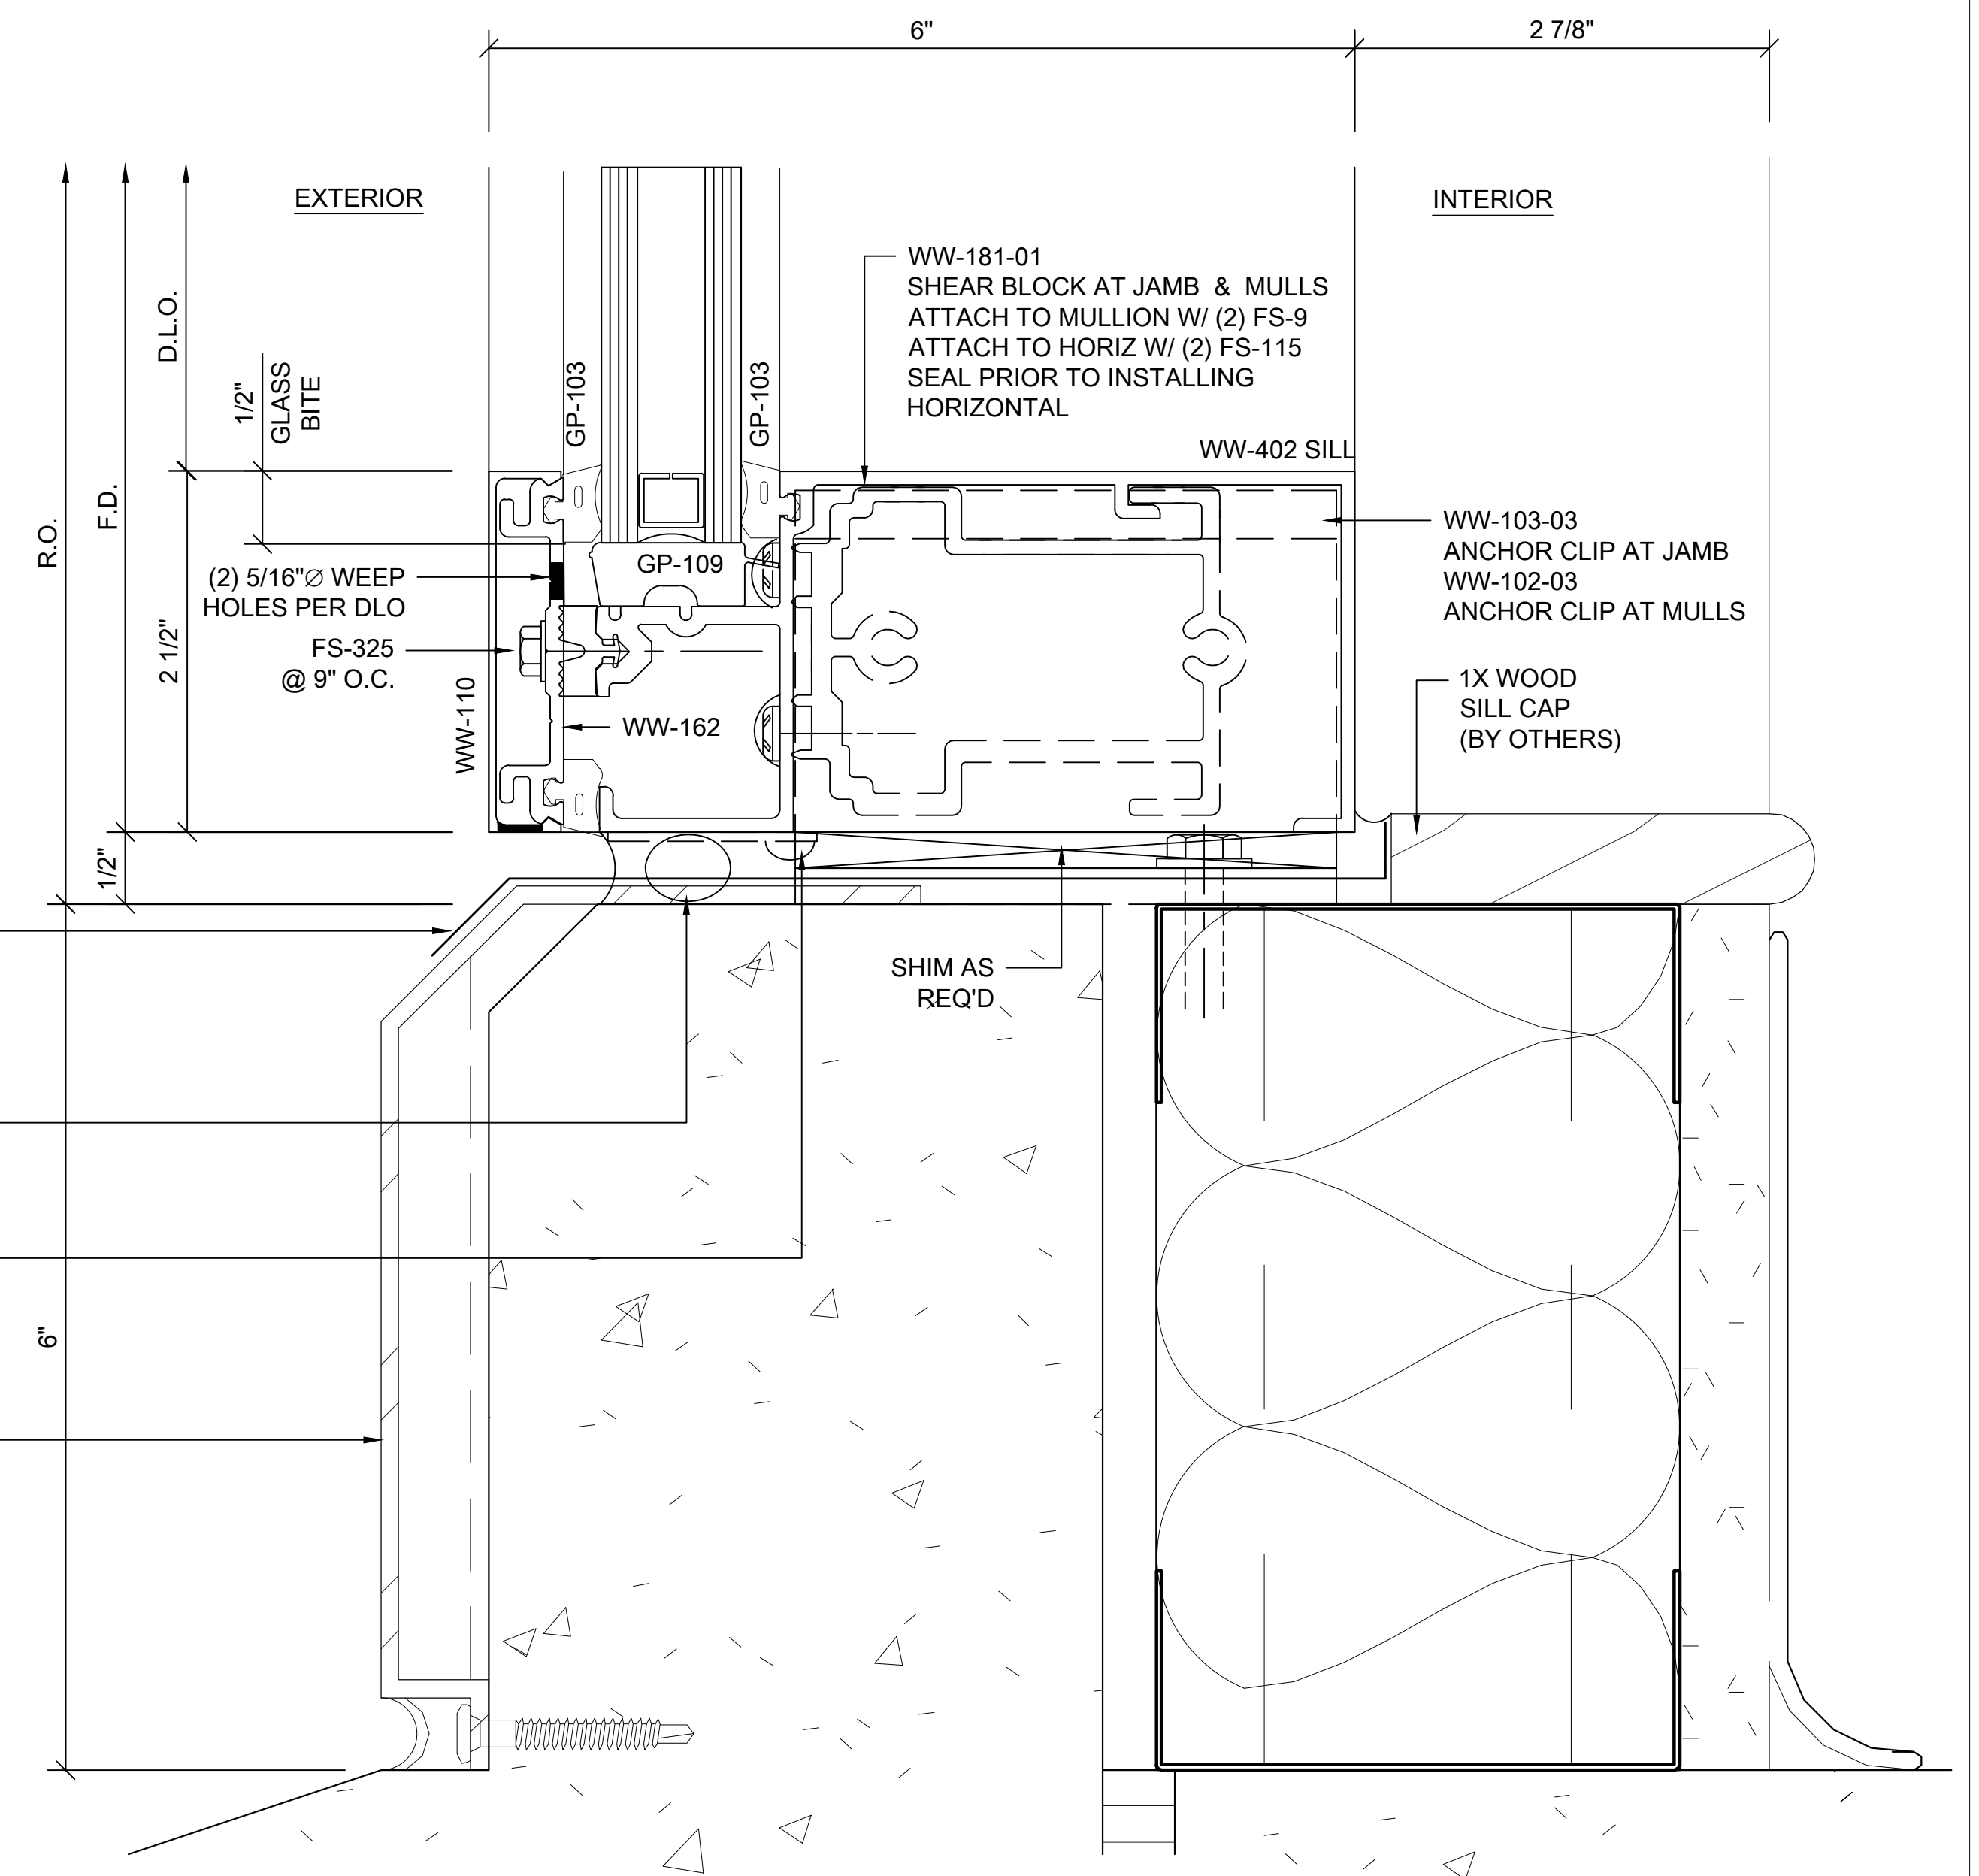 6"
2 7/8"
EXTERIOR
INTERIOR
WW-181-01
SHEAR BLOCK AT JAMB & MULLS
ATTACH TO MULLION W/ (2) FS-9
ATTACH TO HORIZ W/ (2) FS-115
SEAL PRIOR TO INSTALLING
HORIZONTAL
D.L.O.
1/2"
GLASS
BITE
GP-103
GP-103
WW-402 SILL
R.O.
F.D.
WW-103-03
ANCHOR CLIP AT JAMB
WW-102-03
ANCHOR CLIP AT MULLS
(2) 5/16"Ø WEEP
HOLES PER DLO
GP-109
FS-325
@ 9" O.C.
2 1/2"
WW-110
WW-162
1X WOOD
SILL CAP
(BY OTHERS)
1/2"
SHIM AS
REQ'D
6"